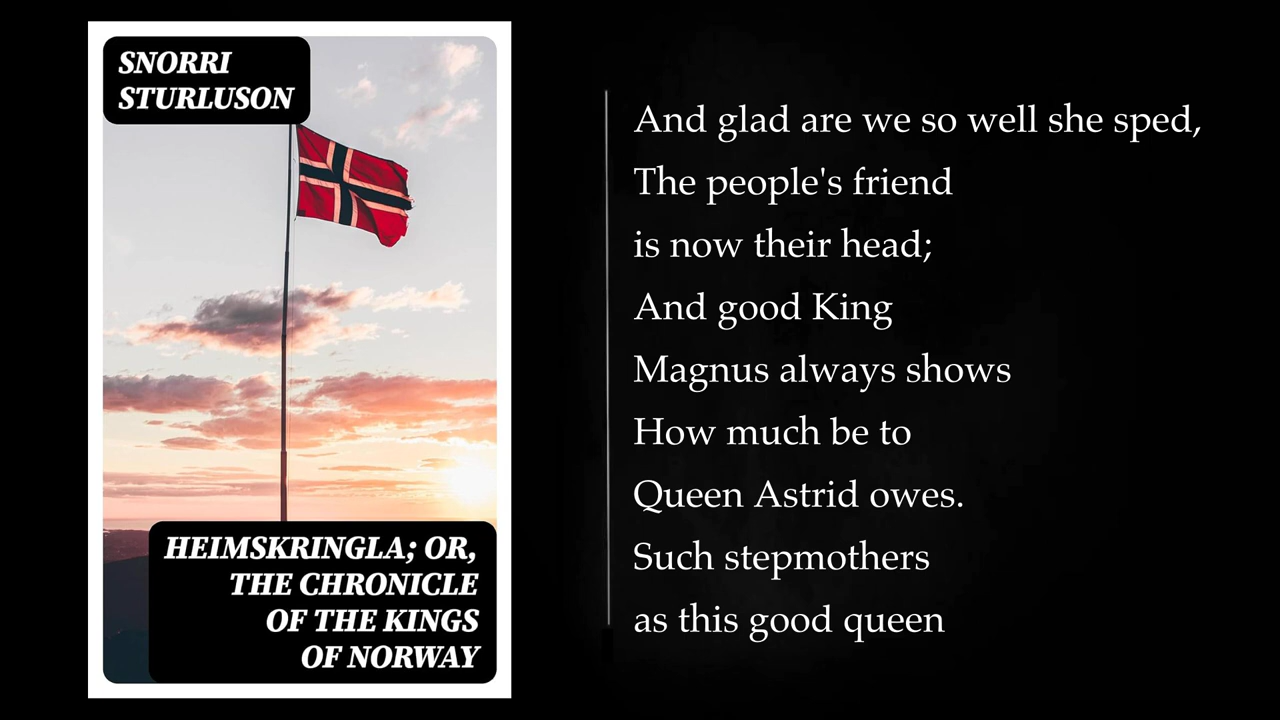 SNORRI
STURLUSON
HEIMSKRINGLA; OR,
THE CHRONICLE
OF THE KINGS
OF NORWAY
And glad are we so well she sped,
The people's friend
is now their head;
And good King
Magnus always shows
How much be to
Queen Astrid owes.
Such stepmothers
as this good queen